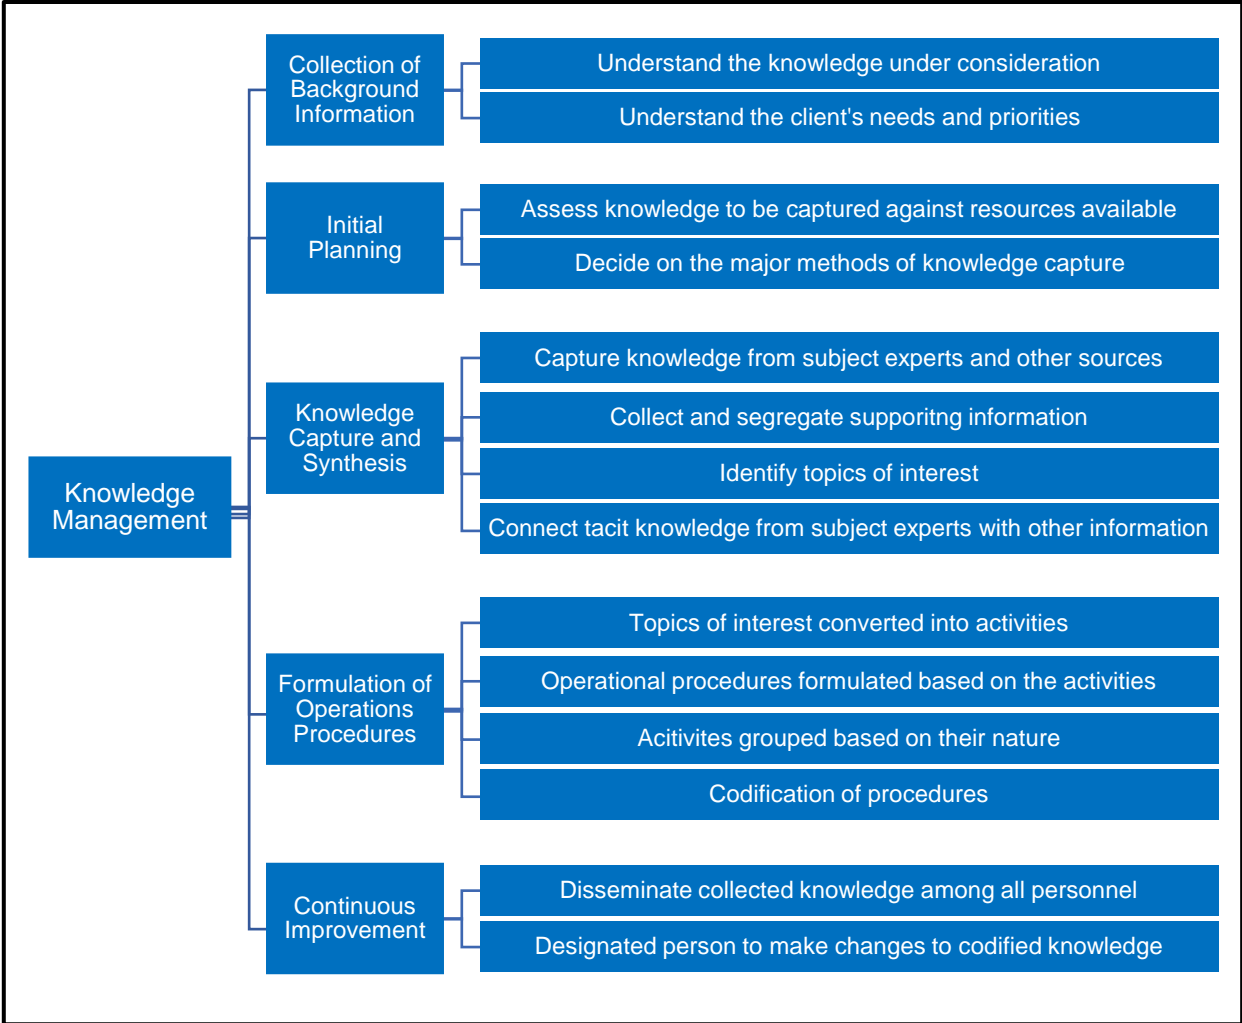 Knowledge
Management
Collection of
Background
Information
Understand the knowledge under consideration
Understand the client's needs and priorities
Initial
Planning
Assess knowledge to be captured against resources available
Decide on the major methods of knowledge capture
Knowledge
Capture and
Synthesis
Capture knowledge from subject experts and other sources
Collect and segregate supporitng information
Identify topics of interest
Connect tacit knowledge from subject experts with other information
Formulation of
Operations
Procedures
Topics of interest converted into activities
Operational procedures formulated based on the activities
Acitivites grouped based on their nature
Codification of procedures
Continuous
Improvement
Disseminate collected knowledge among all personnel
Designated person to make changes to codified knowledge